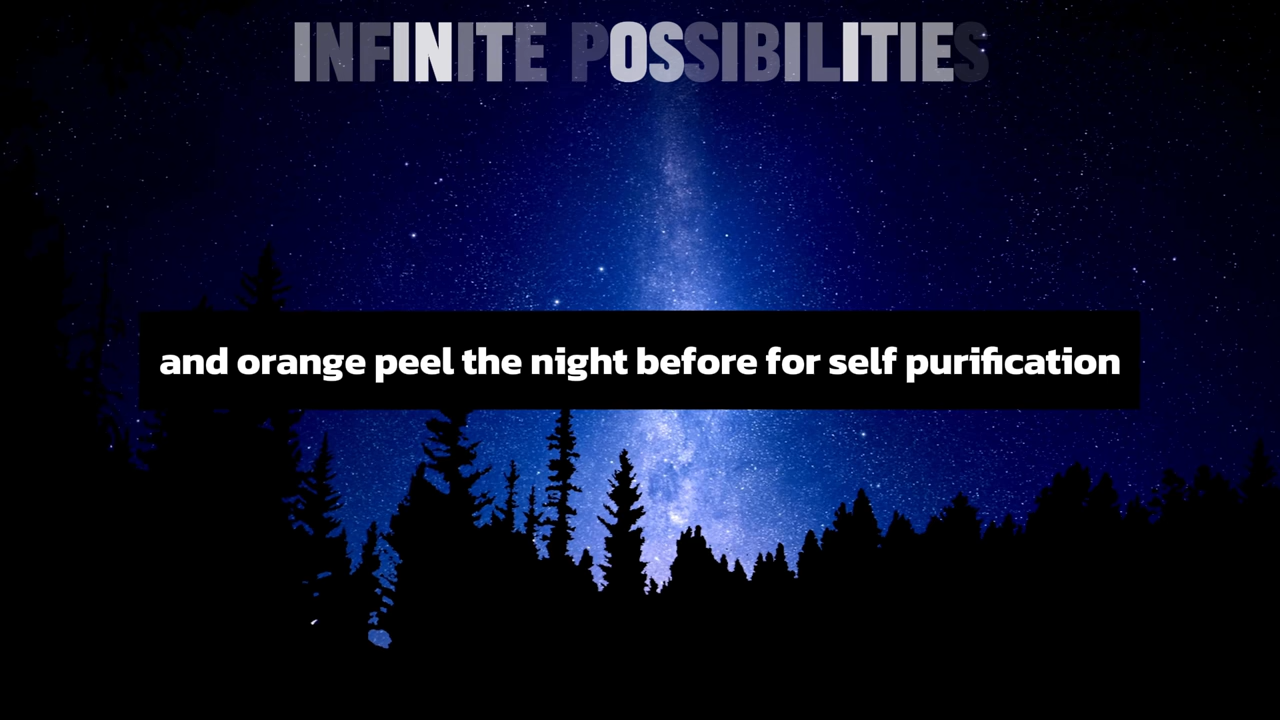 INFINITE POSSIBILITIES
and orange peel the night before for self purification